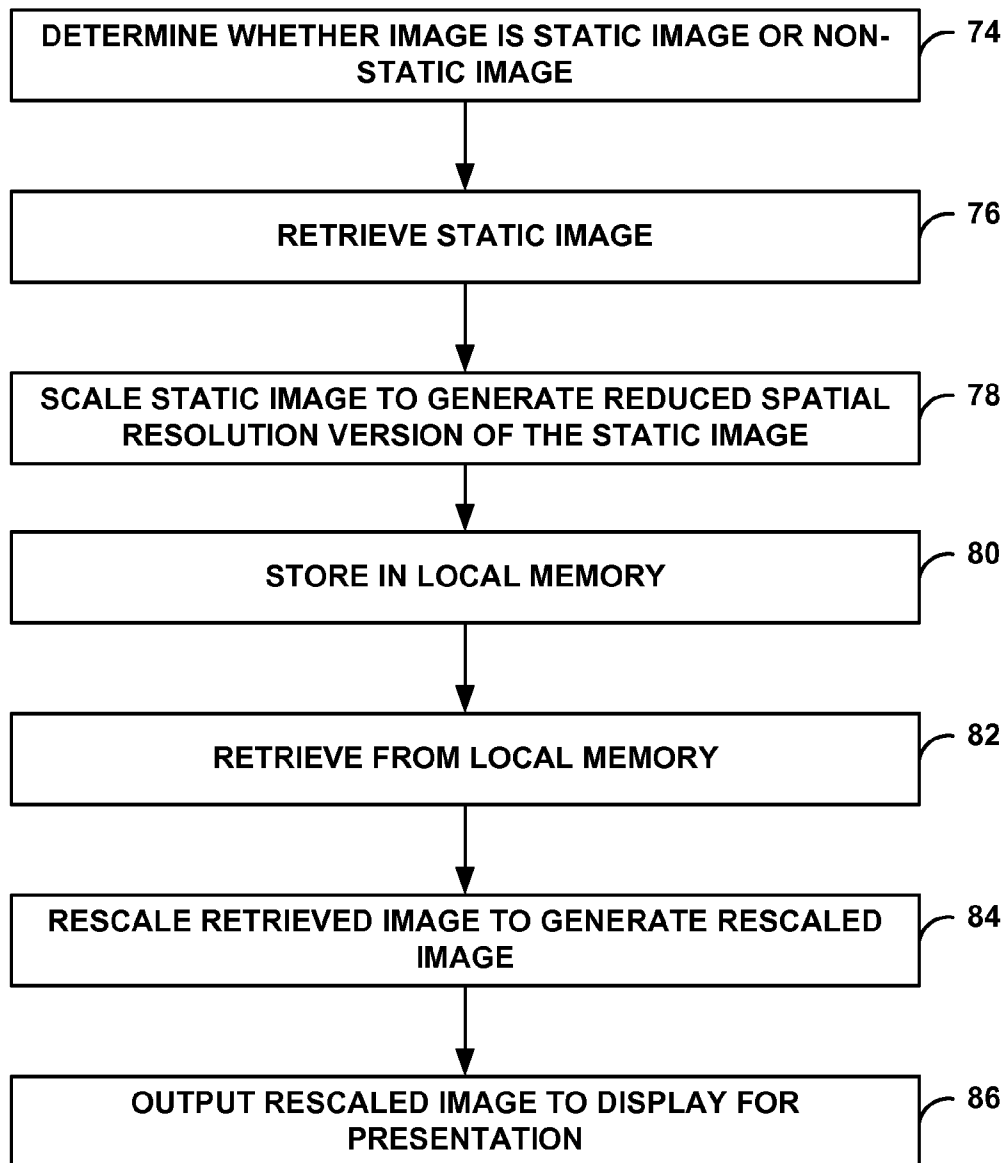 DETERMINE WHETHER IMAGE IS STATIC IMAGE OR NON-
STATIC IMAGE
74
RETRIEVE STATIC IMAGE
76
SCALE STATIC IMAGE TO GENERATE REDUCED SPATIAL
RESOLUTION VERSION OF THE STATIC IMAGE
78
STORE IN LOCAL MEMORY
80
RETRIEVE FROM LOCAL MEMORY
82
RESCALE RETRIEVED IMAGE TO GENERATE RESCALED
IMAGE
84
OUTPUT RESCALED IMAGE TO DISPLAY FOR
PRESENTATION
86